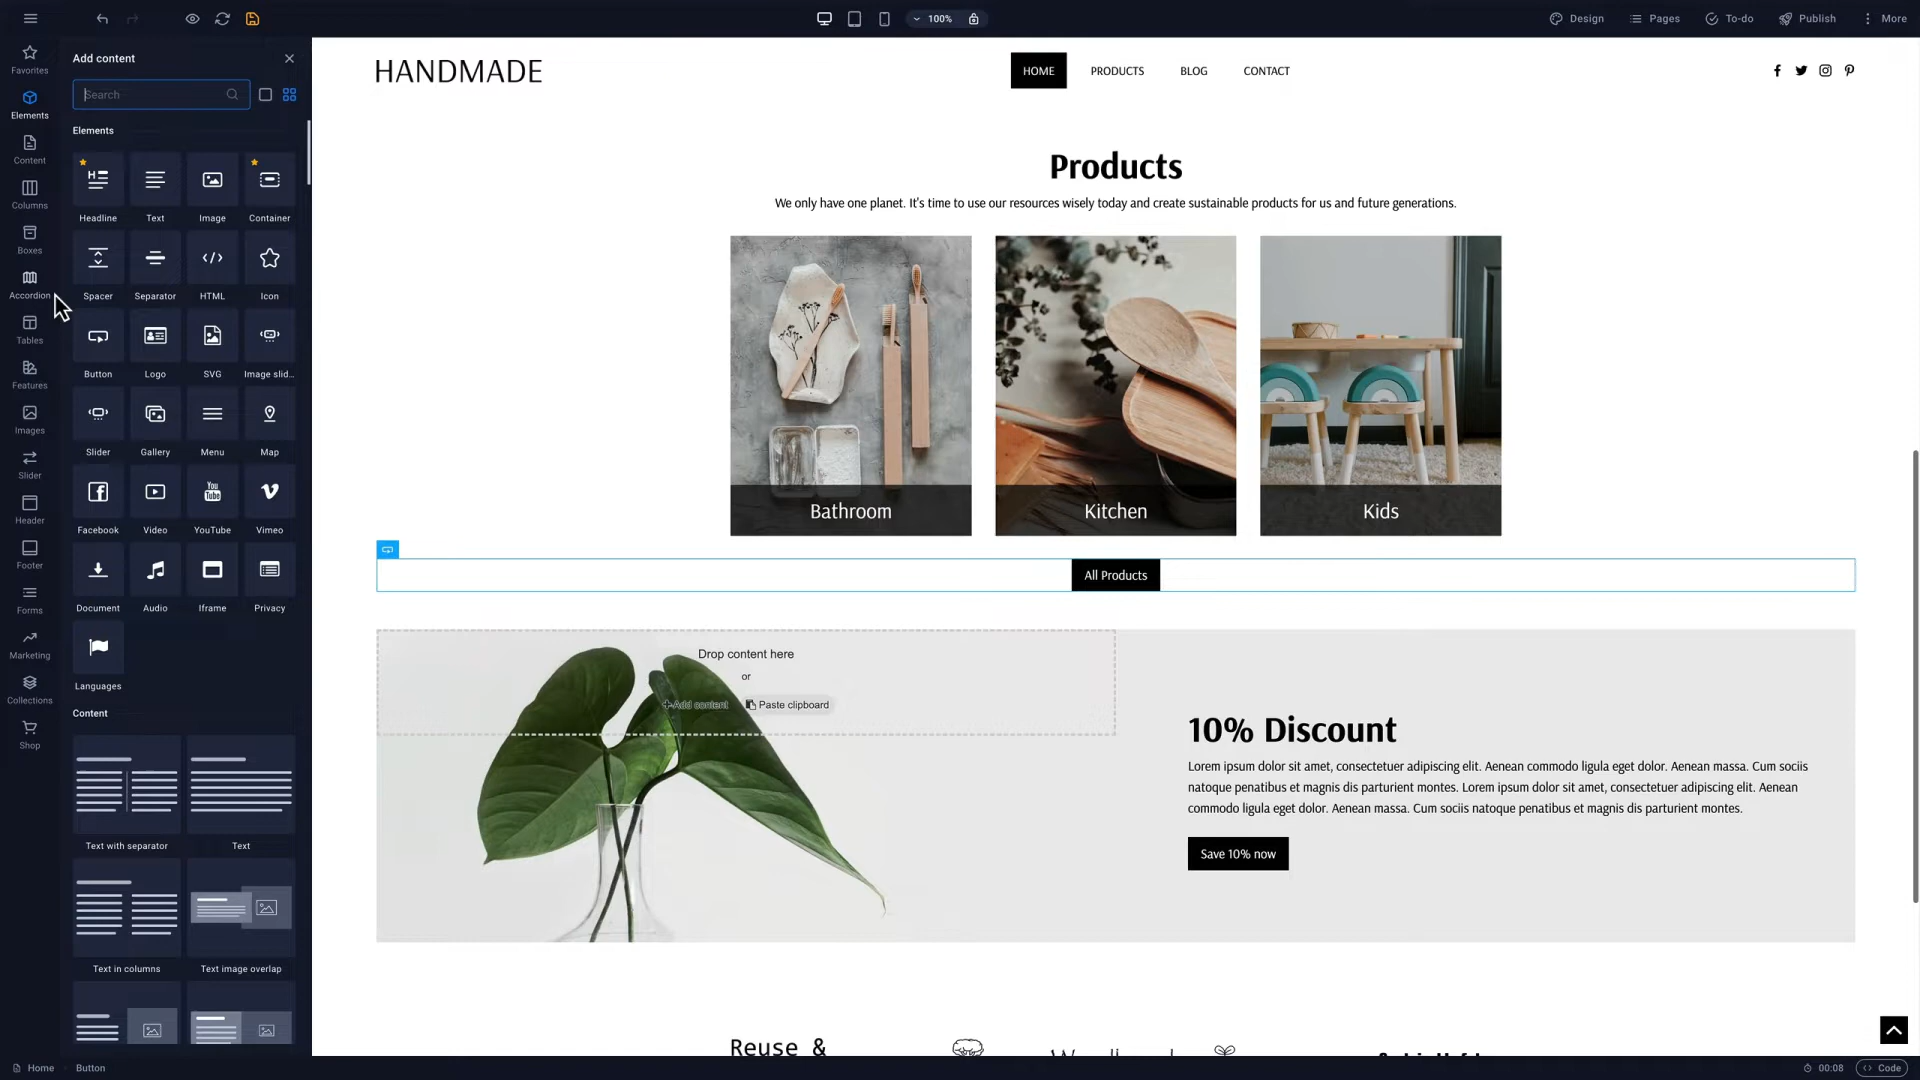 100%
Design
Pages
To-do
Publish
More
Favorites
Elements
Content
Columns
Boxes
Accordion
Tables
Features
Images
Slider
Header
Footer
Forms
Marketing
Collections
Shop
Add content
Search
Elements
Headline
Text
Image
Container
Spacer
Separator
HTML
Icon
Button
Logo
SVG
Image slid...
Slider
Gallery
Menu
Map
Facebook
Video
YouTube
Vimeo
Document
Audio
Iframe
Privacy
Languages
Content
Text with separator
Text
Text in columns
Text image overlap
HANDMADE
HOME
PRODUCTS
BLOG
CONTACT
Products
We only have one planet. It's time to use our resources wisely today and create sustainable products for us and future generations.
Bathroom
Kitchen
Kids
All Products
Drop content here
or
+ Add content
Paste clipboard
10% Discount
Lorem ipsum dolor sit amet, consectetuer adipiscing elit. Aenean commodo ligula eget dolor. Aenean massa. Cum sociis
natoque penatibus et magnis dis parturient montes. Lorem ipsum dolor sit amet, consectetuer adipiscing elit. Aenean
commodo ligula eget dolor. Aenean massa. Cum sociis natoque penatibus et magnis dis parturient montes.
Save 10% now
Reuse &
Home
Button
00:08
Code